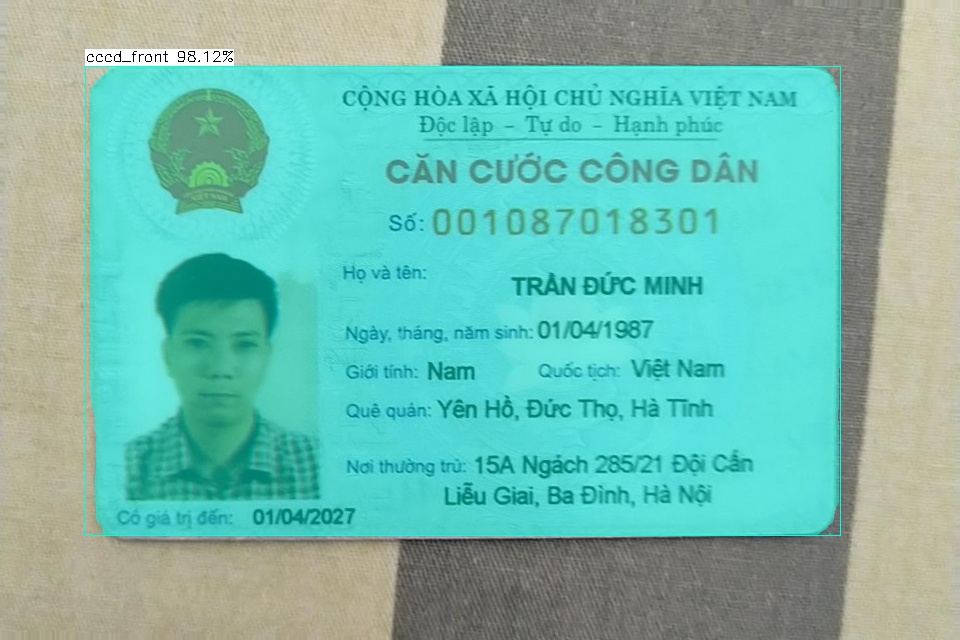 cccd_front 98.12%
CỘNG HÒA XÃ HỘI CHỦ NGHĨA VIỆT NAM
Độc lập – Tự do – Hạnh phúc
CĂN CƯỚC CÔNG DÂN
VIỆT NAM
Số: 001087018301
Họ và tên:
TRẦN ĐỨC MINH
Ngày, tháng, năm sinh: 01/04/1987
Giới tính: Nam Quốc tịch: Việt Nam
Quê quán: Yên Hồ, Đức Thọ, Hà Tĩnh
Nơi thường trú: 15A Ngách 285/21 Đội Cấn
Liễu Giai, Ba Đình, Hà Nội
Có giá trị đến: 01/04/2027